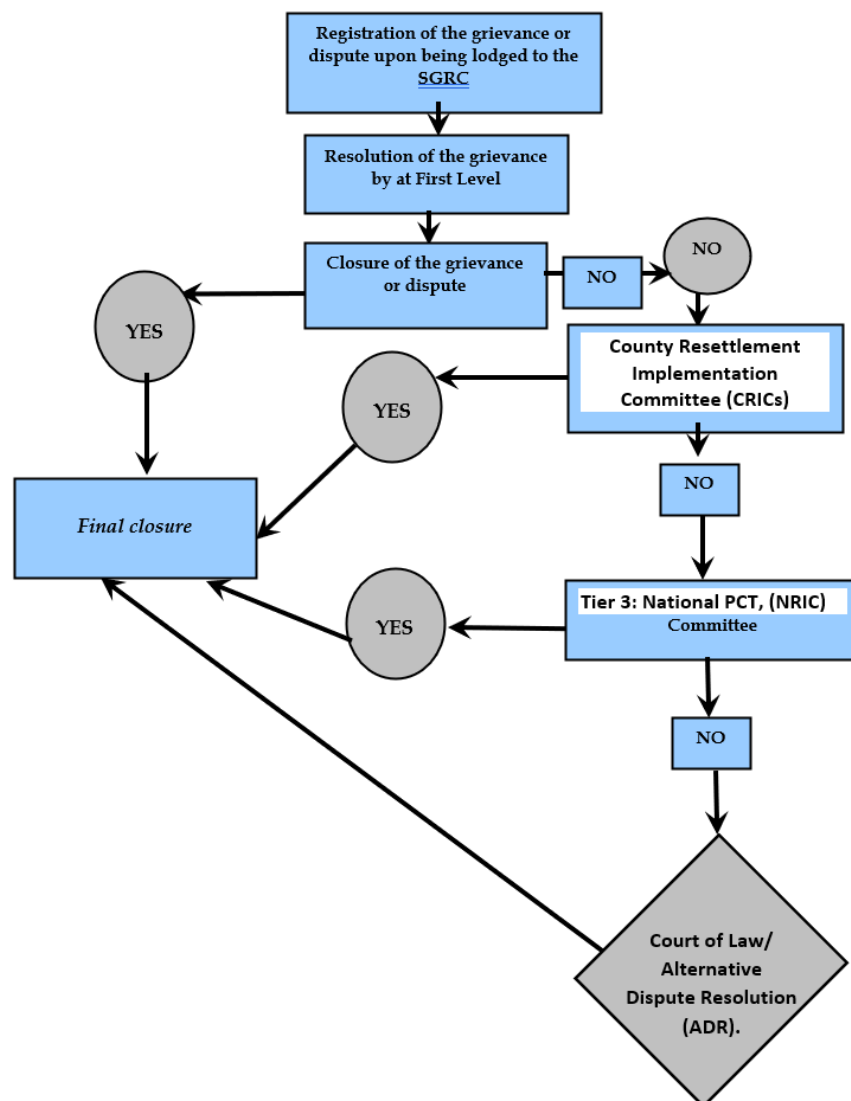 Registration of the grievance or
dispute upon being lodged to the
SGRC
Resolution of the grievance
by at First Level
Closure of the grievance
or dispute
NO
NO
YES
County Resettlement
Implementation
Committee (CRICs)
YES
NO
Final closure
Tier 3: National PCT, (NRIC)
Committee
YES
NO
Court of Law/
Alternative
Dispute Resolution
(ADR).